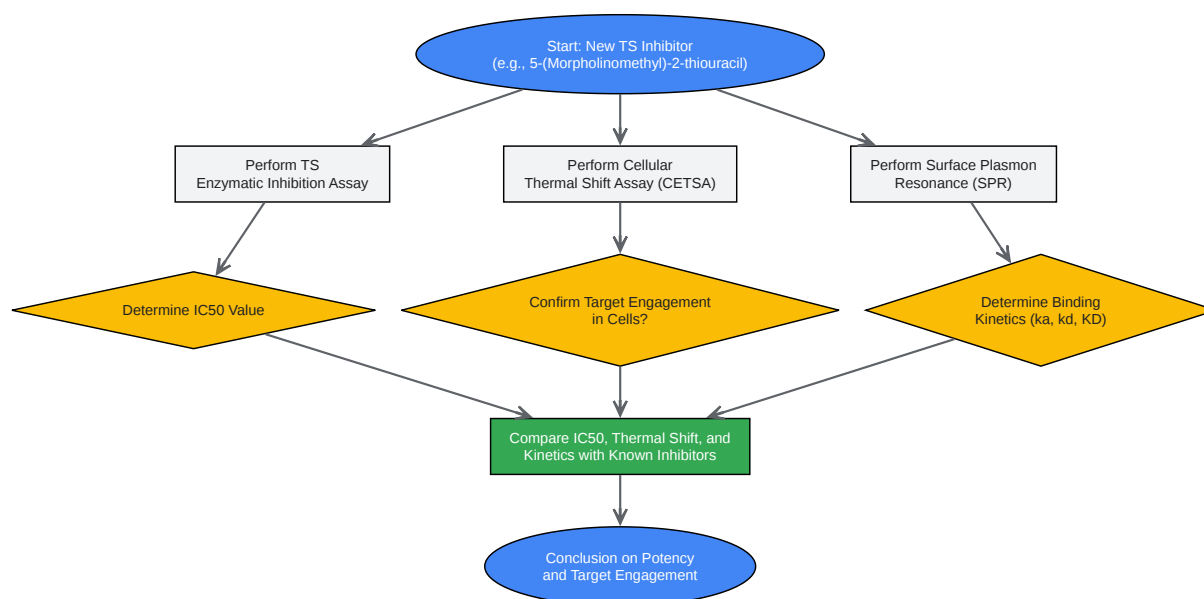 Start: New TS Inhibitor
(e.g., 5-(Morpholinomethyl)-2-thiouracil)
Perform TS
Enzymatic Inhibition Assay
Perform Cellular
Thermal Shift Assay (CETSA)
Perform Surface Plasmon
Resonance (SPR)
Determine IC50 Value
Confirm Target Engagement
in Cells?
Determine Binding
Kinetics (ka, kd, KD)
Compare IC50, Thermal Shift, and
Kinetics with Known Inhibitors
Conclusion on Potency
and Target Engagement